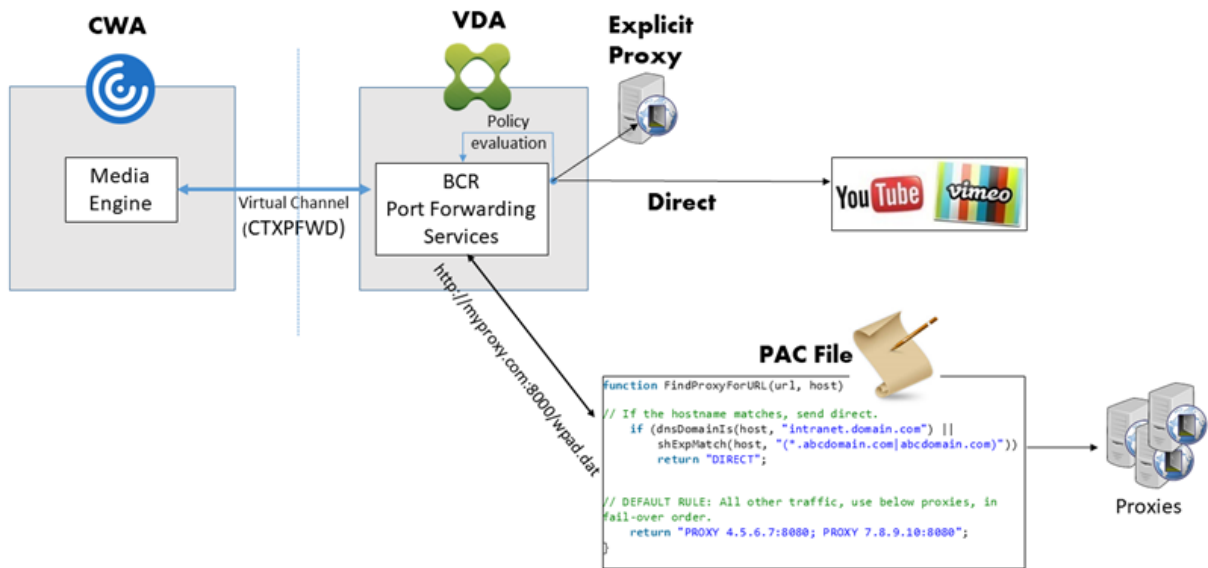 CWA
VDA
Explicit
Proxy
Policy
evaluation
Media
Engine
Virtual Channel
(CTXPFWD)
BCR
Port Forwarding
Services
Direct
You Tube
vimeo
http://myproxy.com:8000/wpad.dat
PAC File
function FindProxyForURL(url, host)
// If the hostname matches, send direct.
if (dnsDomainIs(host, "intranet.domain.com") ||
shExpMatch(host, "(*.abcdomain.com|abcdomain.com)"))
return "DIRECT";
// DEFAULT RULE: All other traffic, use below proxies, in
fail-over order.
return "PROXY 4.5.6.7:8080; PROXY 7.8.9.10:8080";
}
Proxies